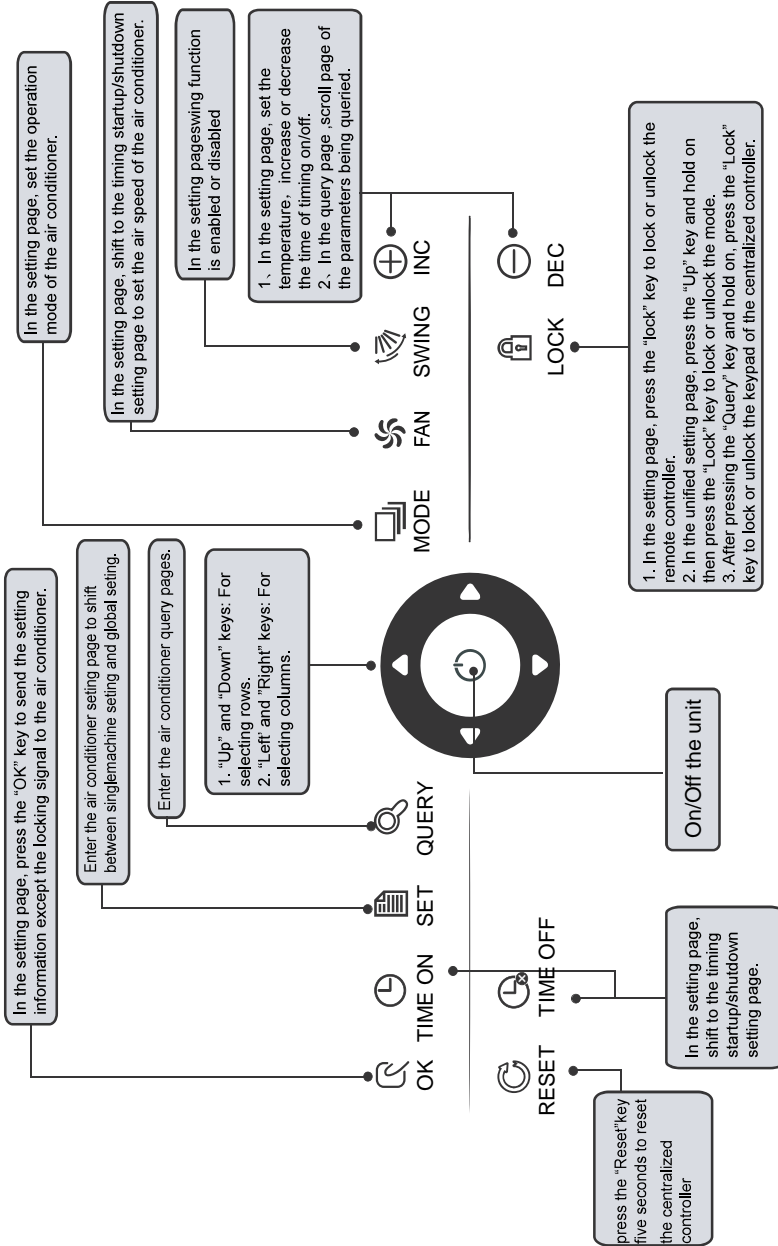 In the setting page, press the “OK” key to send the setting
information except the locking signal to the air conditioner.
Enter the air conditioner seting page to shift
between singlemachine seting and global seting.
Enter the air conditioner query pages.
1. “Up” and “Down” keys: For
selecting rows.
2. “Left’ and ”Right” keys: For
selecting columns.
In the setting page, set the operation
mode of the air conditioner.
In the setting page, shift to the timing startup/shutdown
setting page to set the air speed of the air conditioner.
In the setting pageswing function
is enabled or disabled
1、In the setting page, set the
temperature，increase or decrease
the time of timing on/off.
2、In the query page ,scroll page of
the parameters being queried.
OK
TIME ON
SET
QUERY
MODE
FAN
SWING
INC
RESET
TIME OFF
LOCK
DEC
press the “Reset”key
five seconds to reset
the centralized
controller
In the setting page,
shift to the timing
startup/shutdown
setting page.
On/Off the unit
1. In the setting page, press the “lock” key to lock or unlock the
remote controller.
2. In the unified setting page, press the “Up” key and hold on
then press the “Lock” key to lock or unlock the mode.
3. After pressing the “Query” key and hold on, press the “Lock”
key to lock or unlock the keypad of the centralized controller.